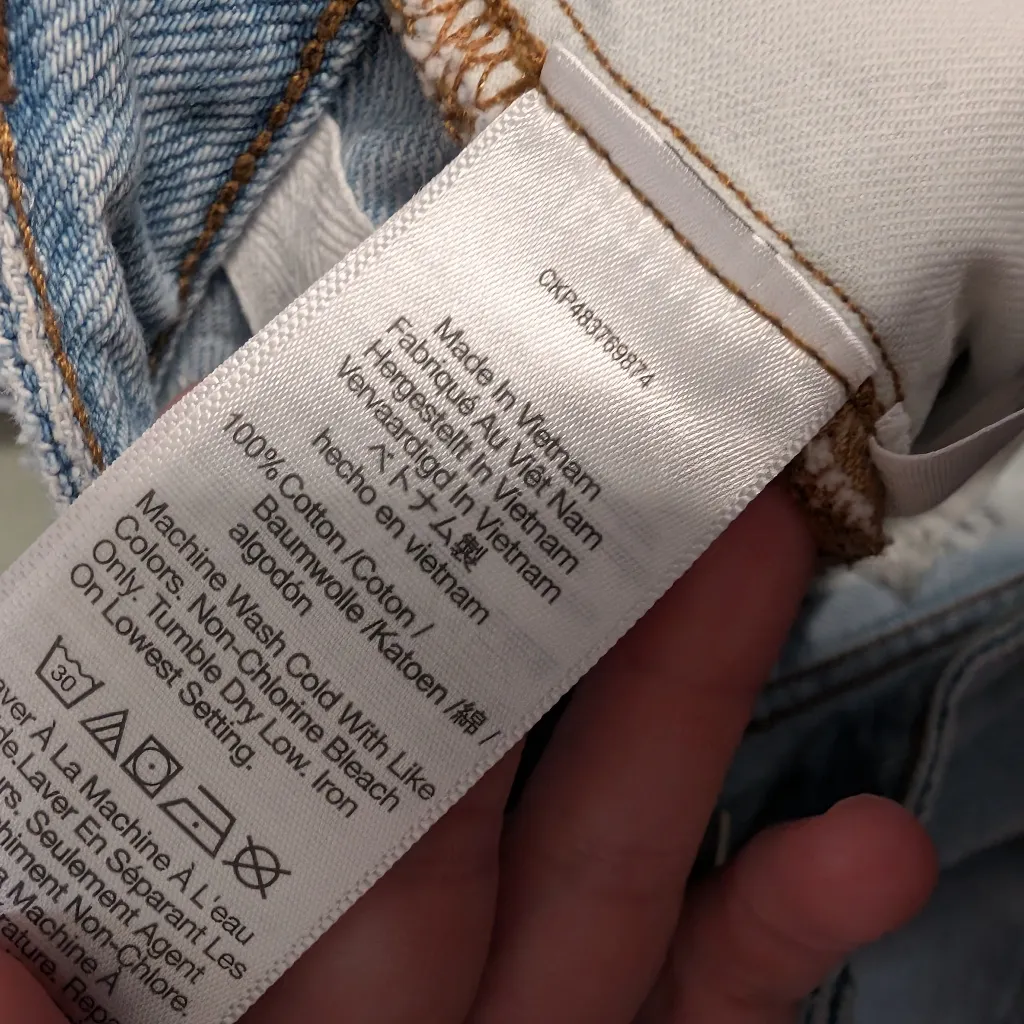 CKP483769874
Made In Vietnam
Fabriqué Au Việt Nam
Hergestellt In Vietnam
Vervaardigd In Vietnam
ベトナム製
hecho en vietnam
100% Cotton /Coton /
Baumwolle /Katoen /綿 /
algodón
Machine Wash Cold With Like
Colors. Non-Chlorine Bleach
Only. Tumble Dry Low. Iron
On Lowest Setting.
30
À La Machine À L'eau
Laver En Séparant Les
Seulement Agent
Non-Chlore.
Machine À